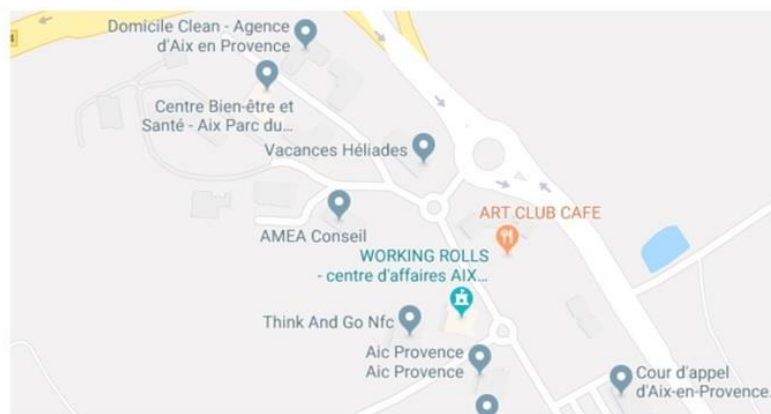 Domicile Clean - Agence
d'Aix en Provence
Centre Bien-être et
Santé - Aix Parc du...
Vacances Héliades
AMEA Conseil
ART CLUB CAFE
WORKING ROLLS
- centre d'affaires AIX...
Think And Go Nfc
Aic Provence
Aic Provence
Cour d'appel
d'Aix-en-Provence.